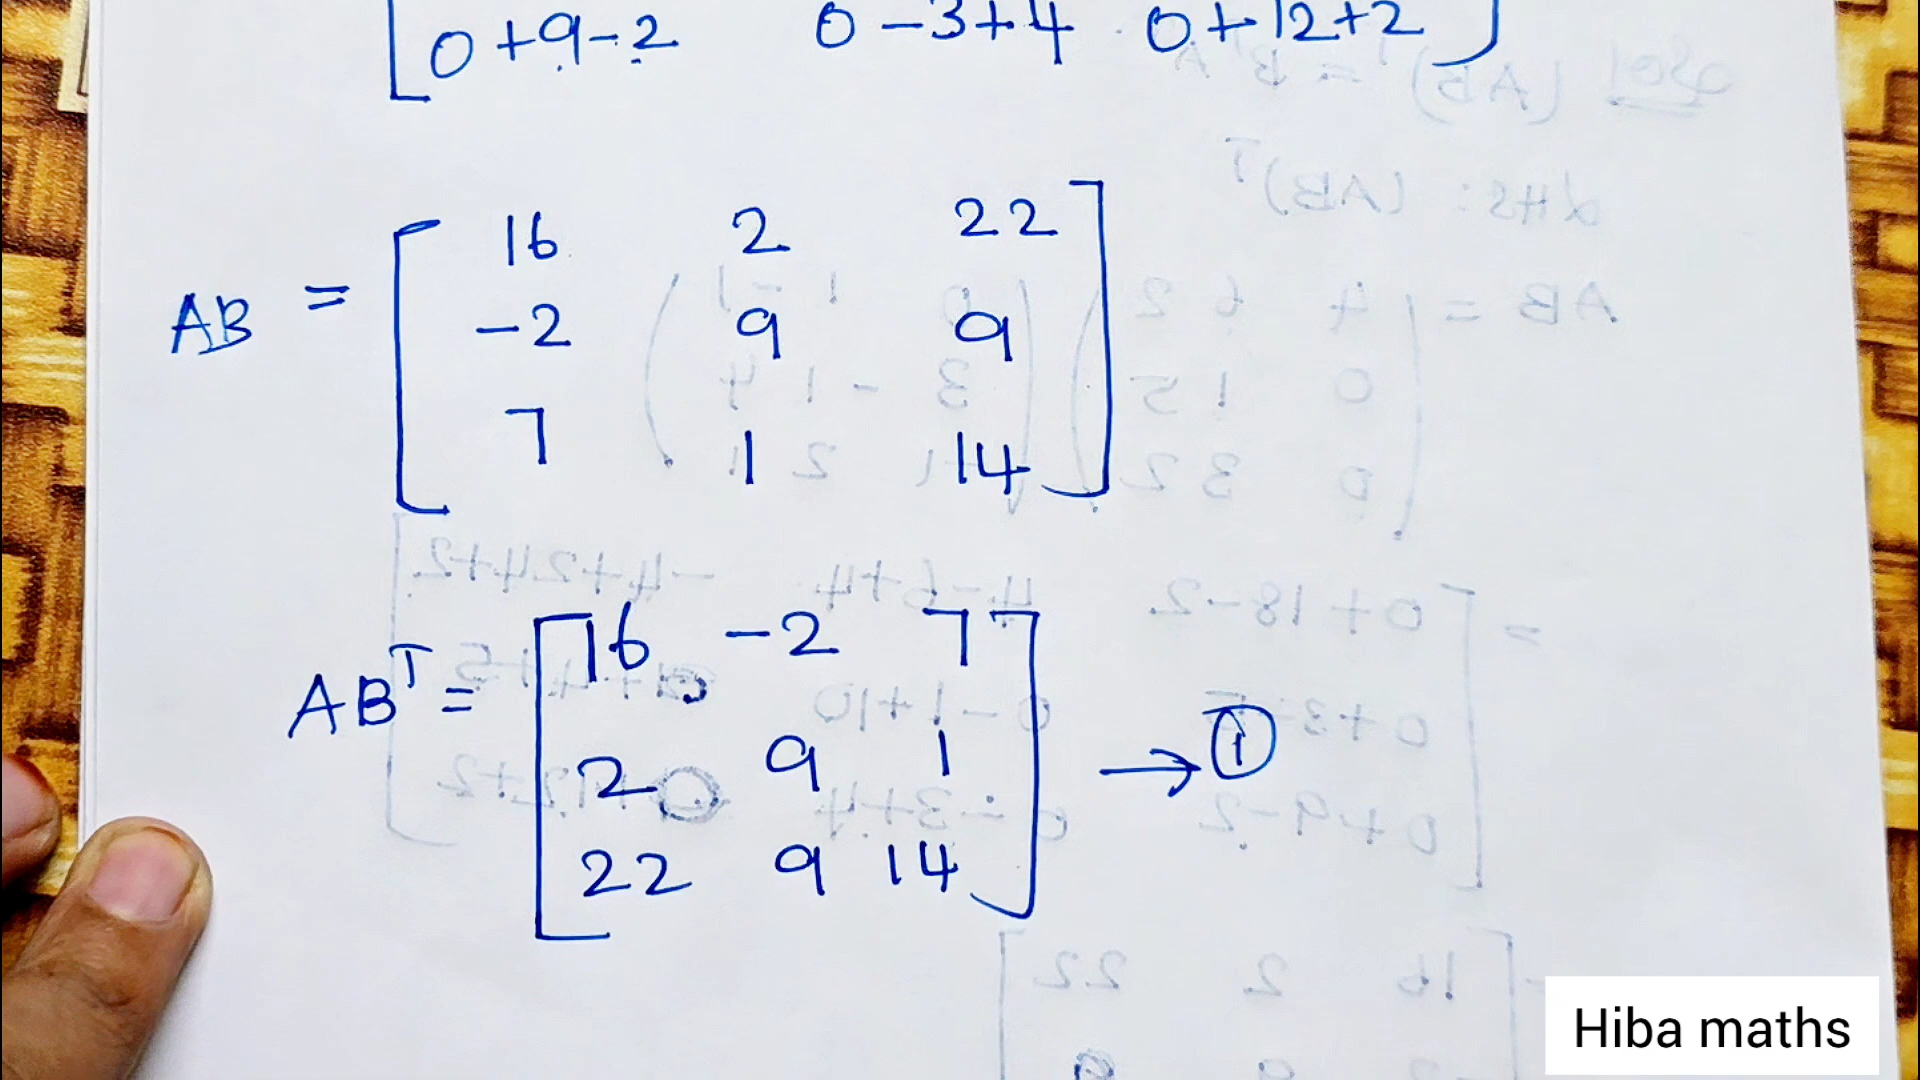 0+9-2 0-3+4 0+12+2
16 2 22
AB = -2 9 9
7 1 14
16 -2 7
ABᵀ = 2 9 1 → ①
22 9 14
Hiba maths